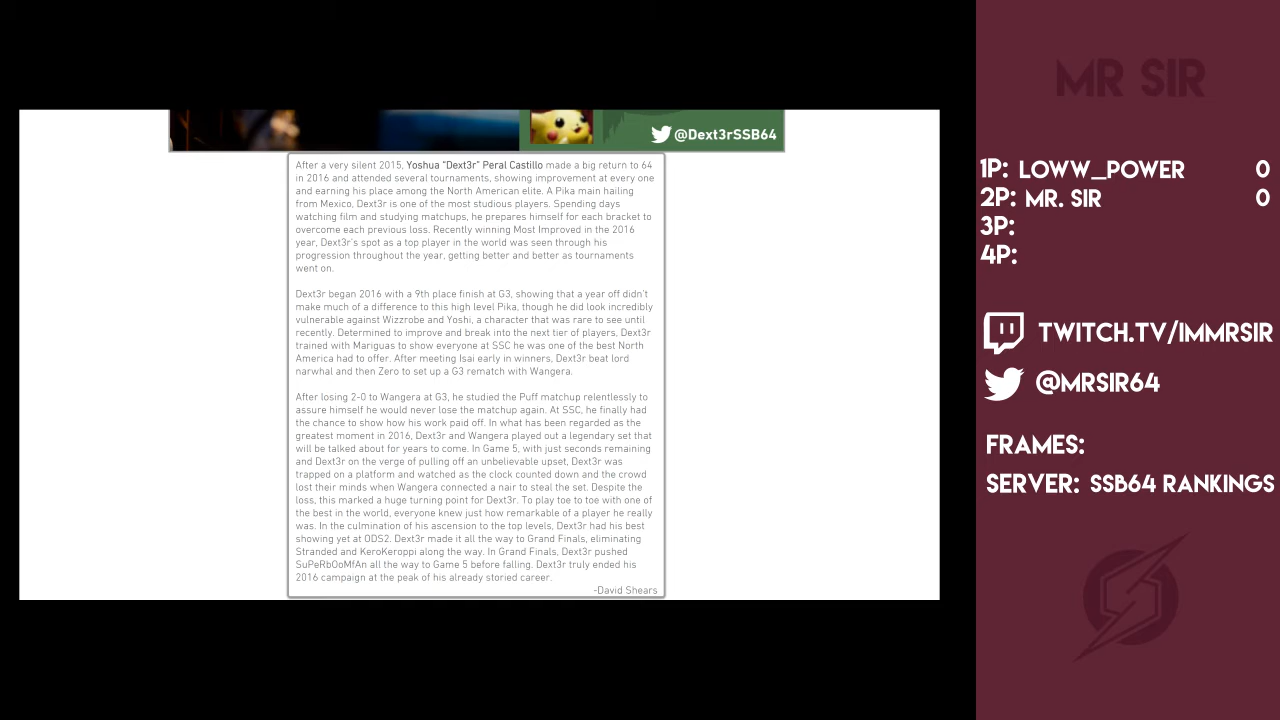 @Dext3rSSB64
After a very silent 2015, Yoshua "Dext3r" Peral Castillo made a big return to 64
in 2016 and attended several tournaments, showing improvement at every one
and earning his place among the North American elite. A Pika main hailing
from Mexico, Dext3r is one of the most studious players. Spending days
watching film and studying matchups, he prepares himself for each bracket to
overcome each previous loss. Recently winning Most Improved in the 2016
year, Dext3r's spot as a top player in the world was seen through his
progression throughout the year, getting better and better as tournaments
went on.
Dext3r began 2016 with a 9th place finish at G3, showing that a year off didn't
make much of a difference to this high level Pika, though he did look incredibly
vulnerable against Wizzrobe and Yoshi, a character that was rare to see until
recently. Determined to improve and break into the next tier of players, Dext3r
trained with Mariguas to show everyone at SSC he was one of the best North
America had to offer. After meeting Isai early in winners, Dext3r beat lord
narwhal and then Zero to set up a G3 rematch with Wangera.
After losing 2-0 to Wangera at G3, he studied the Puff matchup relentlessly to
assure himself he would never lose the matchup again. At SSC, he finally had
the chance to show how his work paid off. In what has been regarded as the
greatest moment in 2016, Dext3r and Wangera played out a legendary set that
will be talked about for years to come. In Game 5, with just seconds remaining
and Dext3r on the verge of pulling off an unbelievable upset, Dext3r was
trapped on a platform and watched as the clock counted down and the crowd
lost their minds when Wangera connected a nair to steal the set. Despite the
loss, this marked a huge turning point for Dext3r. To play toe to toe with one of
the best in the world, everyone knew just how remarkable of a player he really
was. In the culmination of his ascension to the top levels, Dext3r had his best
showing yet at ODS2. Dext3r made it all the way to Grand Finals, eliminating
Stranded and KeroKeroppi along the way. In Grand Finals, Dext3r pushed
SuPeRbOoMfAn all the way to Game 5 before falling. Dext3r truly ended his
2016 campaign at the peak of his already storied career.
-David Shears
MR SIR
1P: LOWW_POWER 0
2P: MR. SIR 0
3P:
4P:
TWITCH.TV/IMMRSIR
@MRSIR64
FRAMES:
SERVER: SSB64 RANKINGS